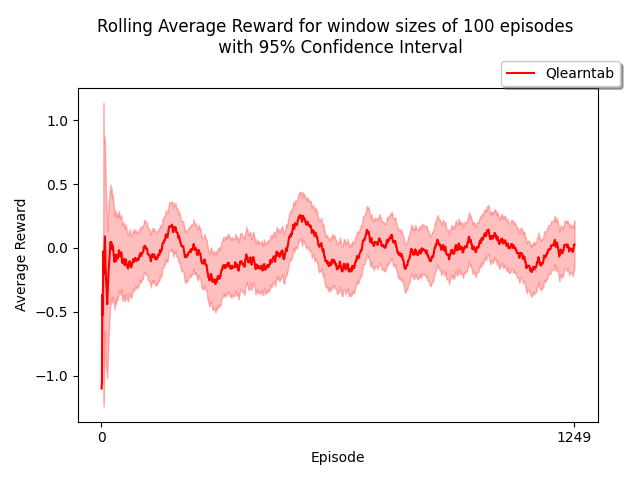 Rolling Average Reward for window sizes of 100 episodes
with 95% Confidence Interval
Qlearntab
1.0
0.5
0.0
−0.5
−1.0
Average Reward
0
1249
Episode